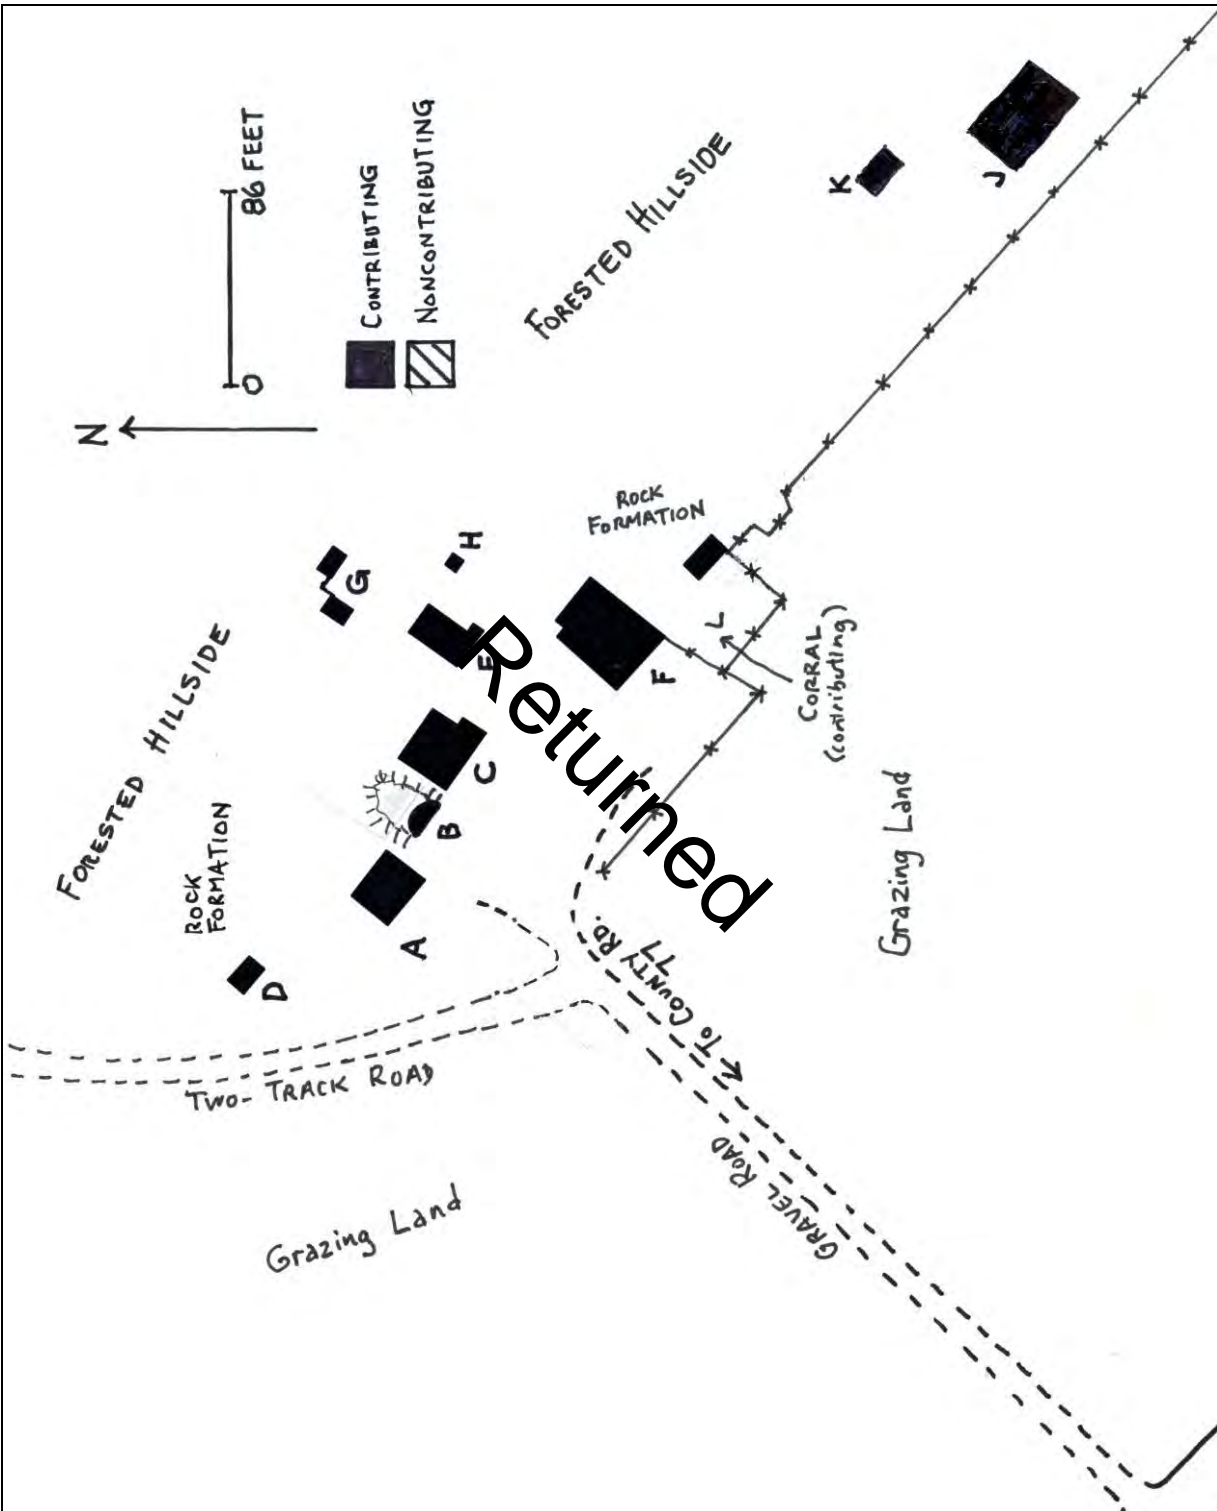 N
0
86 FEET
CONTRIBUTING
NONCONTRIBUTING
FORESTED HILLSIDE
K
J
FORESTED HILLSIDE
ROCK
FORMATION
G
H
E
ROCK
FORMATION
D
A
B
C
F
L
CORRAL
(contributing)
Returned
TWO-TRACK ROAD
← TO COUNTY RD.
77
GRAVEL ROAD
Grazing Land
Grazing Land